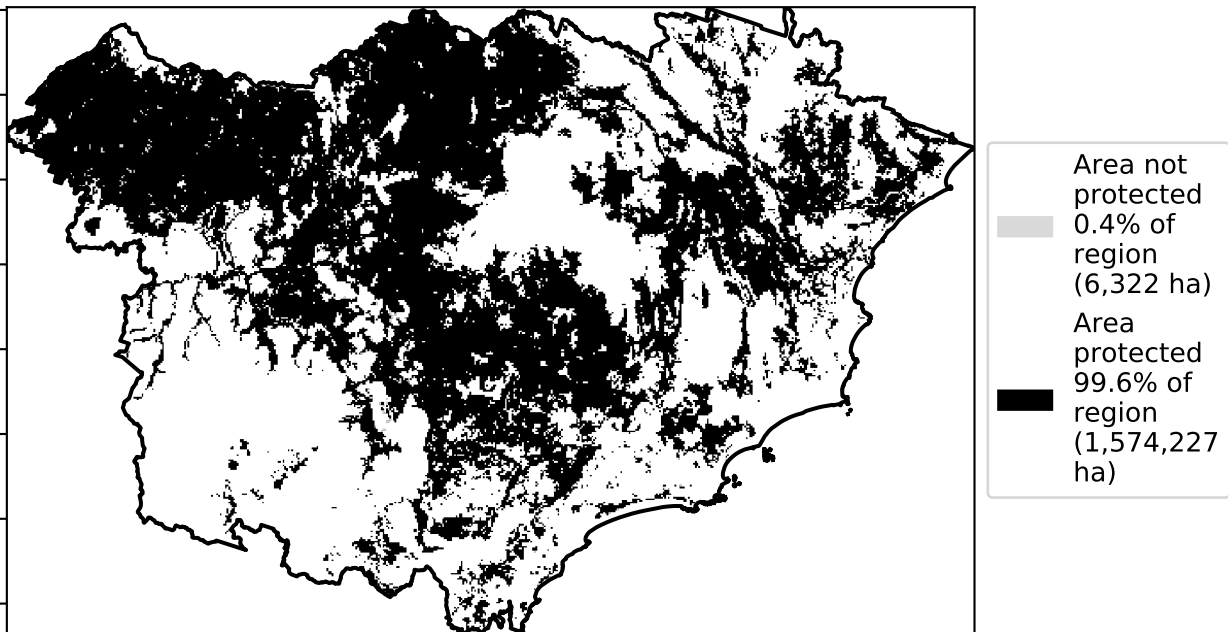 Area not
protected
0.4% of
region
(6,322 ha)
Area
protected
99.6% of
region
(1,574,227
ha)